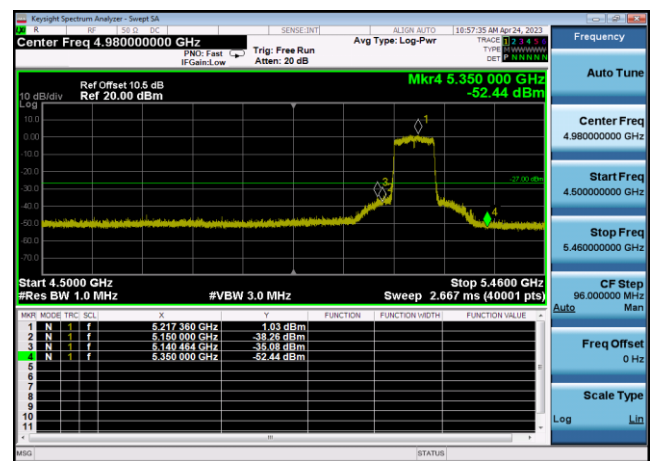 Keysight Spectrum Analyzer - Swept SA
R RF 50 Ω DC SENSE:INT ALIGN AUTO 10:57:35 AM Apr 24, 2023
Center Freq 4.980000000 GHz
PNO: Fast
IFGain:Low
Trig: Free Run
Atten: 20 dB
Avg Type: Log-Pwr
TRACE 1 2 3 4 5 6
TYPE M WWWWW
DET P N N N N N
Frequency
Mkr4 5.350 000 GHz
-52.44 dBm
Ref Offset 10.5 dB
10 dB/div Ref 20.00 dBm
Log
10.0
0.00
-10.0
-20.0
-30.0
-40.0
-50.0
-60.0
-70.0
1
3
4
-27.00 dBm
Start 4.5000 GHz
Stop 5.4600 GHz
#Res BW 1.0 MHz #VBW 3.0 MHz Sweep 2.667 ms (40001 pts)
MKR MODE TRC SCL X Y FUNCTION FUNCTION WIDTH FUNCTION VALUE
1 N 1 f 5.217 360 GHz 1.03 dBm
2 N 1 f 5.150 000 GHz -38.26 dBm
3 N 1 f 5.140 464 GHz -35.08 dBm
4 N 1 f 5.350 000 GHz -52.44 dBm
5
6
7
8
9
10
11
MSG STATUS
Auto Tune
Center Freq
4.980000000 GHz
Start Freq
4.500000000 GHz
Stop Freq
5.460000000 GHz
CF Step
96.000000 MHz
Auto Man
Freq Offset
0 Hz
Scale Type
Log Lin